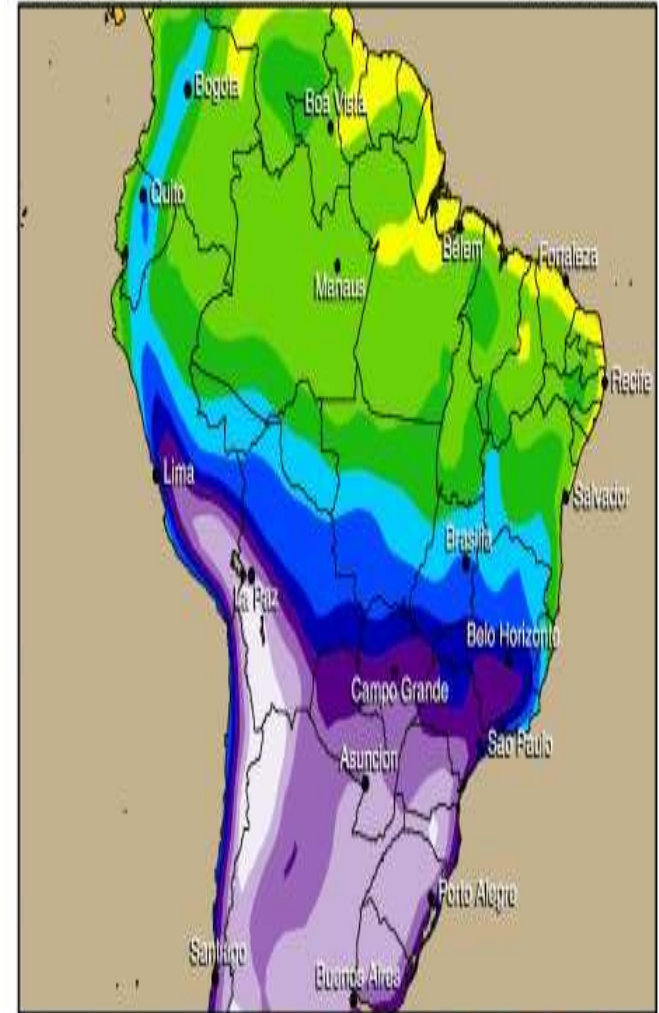 Bogota
Boa Vista
Quito
Belem
Fortaleza
Manaus
Recife
Lima
Salvador
Brasilia
La Paz
Belo Horizonte
Campo Grande
Sao Paulo
Asuncion
Porto Alegre
Santiago
Buenos Aires